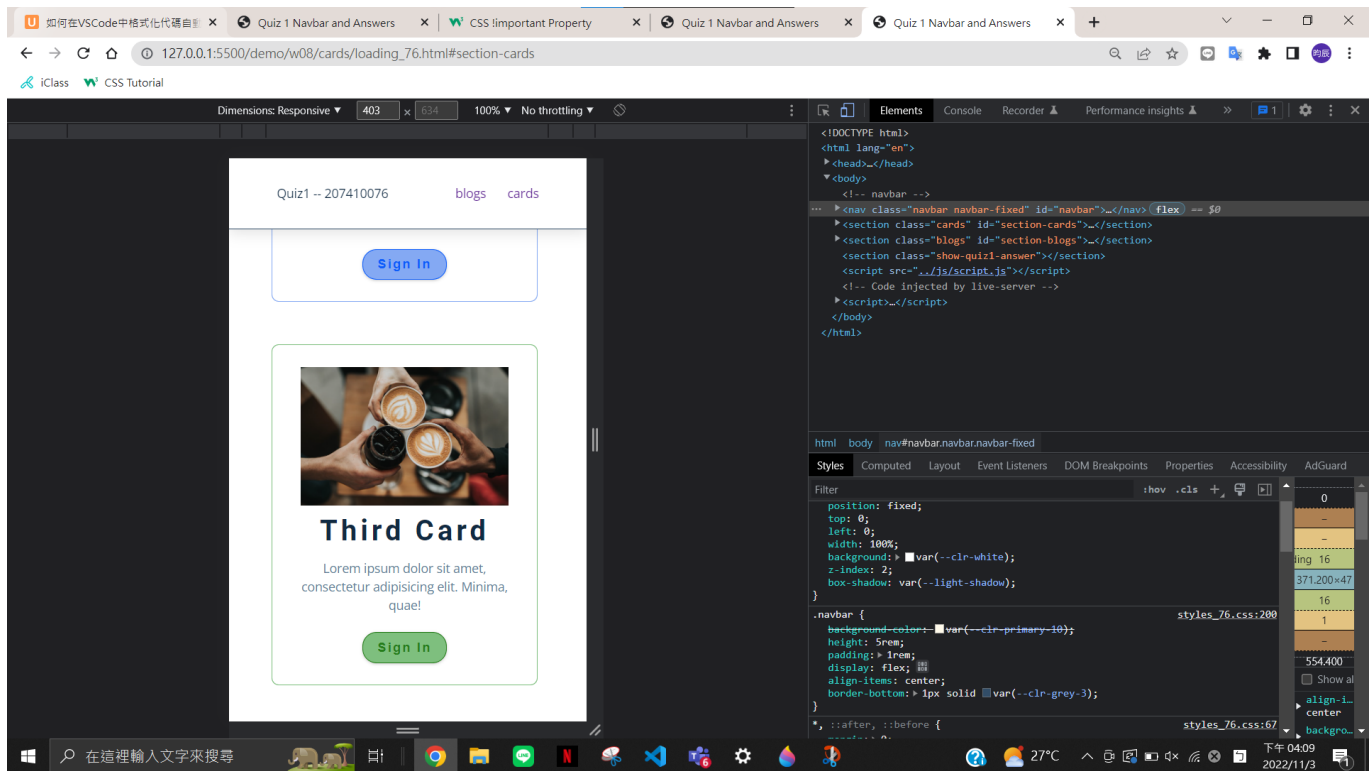 如何在VSCode中格式化代碼自動
Quiz 1 Navbar and Answers
CSS !important Property
Quiz 1 Navbar and Answers
Quiz 1 Navbar and Answers
127.0.0.1:5500/demo/w08/cards/loading_76.html#section-cards
均辰
iClass
CSS Tutorial
Dimensions: Responsive ▼ 403 × 634 100% ▼ No throttling ▼
Elements Console Recorder Performance insights » 1
Quiz1 -- 207410076 blogs cards
Sign In
Third Card
Lorem ipsum dolor sit amet,
consectetur adipisicing elit. Minima,
quae!
Sign In
<!DOCTYPE html>
<html lang="en">
<head>…</head>
<body>
<!-- navbar -->
<nav class="navbar navbar-fixed" id="navbar">…</nav> flex == $0
<section class="cards" id="section-cards">…</section>
<section class="blogs" id="section-blogs">…</section>
<section class="show-quiz1-answer"></section>
<script src="../js/script.js"></script>
<!-- Code injected by live-server -->
<script>…</script>
</body>
</html>
html body nav#navbar.navbar.navbar-fixed
Styles Computed Layout Event Listeners DOM Breakpoints Properties Accessibility AdGuard
Filter :hov .cls +
position: fixed;
top: 0;
left: 0;
width: 100%;
background: var(--clr-white);
z-index: 2;
box-shadow: var(--light-shadow);
}
.navbar { styles_76.css:200
background-color: var(--clr-primary-10);
height: 5rem;
padding: 1rem;
display: flex;
align-items: center;
border-bottom: 1px solid var(--clr-grey-3);
}
*, ::after, ::before { styles_76.css:67
0
–
–
ding 16
371.200×47
16
1
–
554.400
Show al
align-i…
center
backgro…
在這裡輸入文字來搜尋
6
27°C
下午 04:09
2022/11/3
1